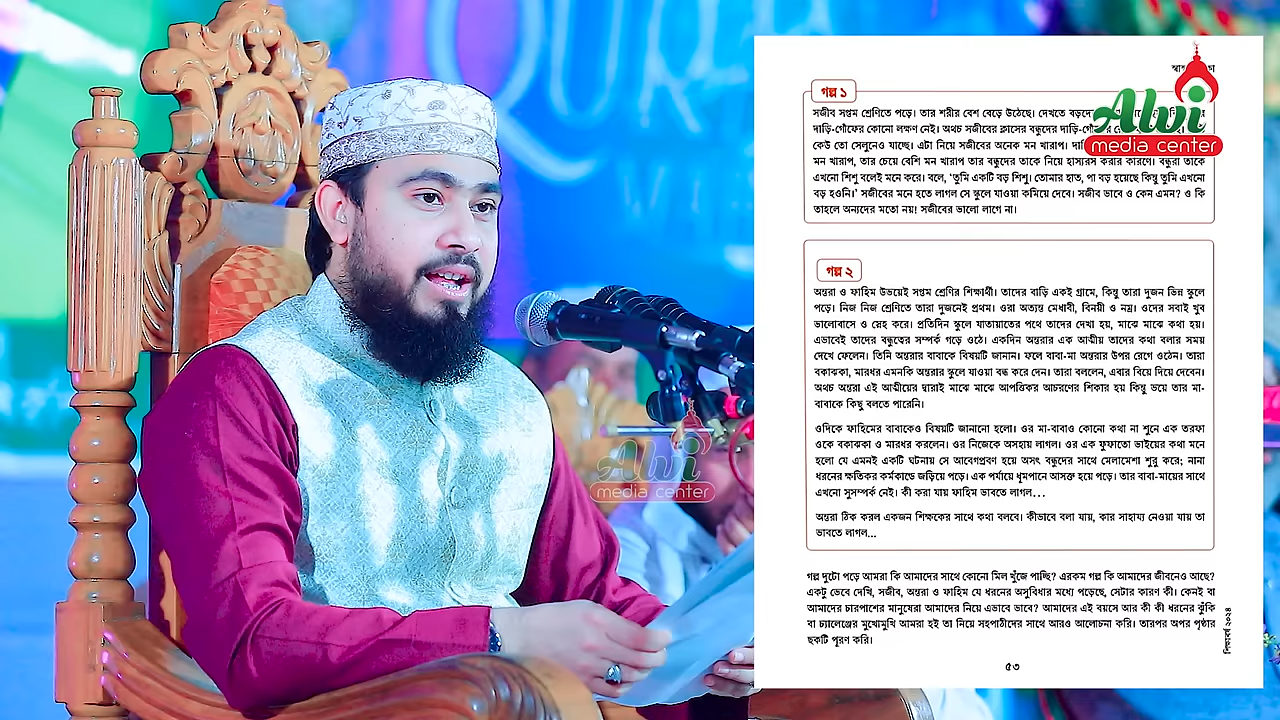 QURA
Alvi
media center
Alvi
media center
গল্প ১
সজীব সপ্তম শ্রেণিতে পড়ে। তার শরীর বেশ বেড়ে উঠেছে। দেখতে বড়দে
দাড়ি-গোঁফের কোনো লক্ষণ নেই। অথচ সজীবের ক্লাসের বন্ধুদের দাড়ি-গোঁ
কেউ তো সেলুনেও যাচ্ছে। এটা নিয়ে সজীবের অনেক মন খারাপ।
মন খারাপ, তার চেয়ে বেশি মন খারাপ তার বন্ধুদের তাকে নিয়ে হাস্যরস করার কারণে। বন্ধুরা তাকে
এখনো শিশু বলেই মনে করে। বলে, ‘তুমি একটি বড় শিশু। তোমার হাত, পা বড় হয়েছে কিন্তু তুমি এখনো
বড় হওনি।’ সজীবের মনে হতে লাগল সে স্কুলে যাওয়া কমিয়ে দেবে। সজীব ভাবে ও কেন এমন? ও কি
তাহলে অন্যদের মতো নয়! সজীবের ভালো লাগে না।
গল্প ২
অন্তরা ও ফাহিম উভয়েই সপ্তম শ্রেণির শিক্ষার্থী। তাদের বাড়ি একই গ্রামে, কিন্তু তারা দুজন ভিন্ন স্কুলে
পড়ে। নিজ নিজ শ্রেণিতে তারা দুজনেই প্রথম। ওরা অত্যন্ত মেধাবী, বিনয়ী ও নম্র। ওদের সবাই খুব
ভালোবাসে ও স্নেহ করে। প্রতিদিন স্কুলে যাতায়াতের পথে তাদের দেখা হয়, মাঝে মাঝে কথা হয়।
এভাবেই তাদের বন্ধুত্বের সম্পর্ক গড়ে ওঠে। একদিন অন্তরার এক আত্মীয় তাদের কথা বলার সময়
দেখে ফেলেন। তিনি অন্তরার বাবাকে বিষয়টি জানান। ফলে বাবা-মা অন্তরার উপর রেগে ওঠেন। তারা
বকাঝকা, মারধর এমনকি অন্তরার স্কুলে যাওয়া বন্ধ করে দেন। তারা বললেন, এবার বিয়ে দিয়ে দেবেন।
অথচ অন্তরা এই আত্মীয়ের দ্বারাই মাঝে মাঝে আপত্তিকর আচরণের শিকার হয় কিন্তু ভয়ে তার মা-
বাবাকে কিছু বলতে পারেনি।
ওদিকে ফাহিমের বাবাকেও বিষয়টি জানানো হলো। ওর মা-বাবাও কোনো কথা না শুনে এক তরফা
ওকে বকাঝকা ও মারধর করলেন। ওর নিজেকে অসহায় লাগল। ওর এক ফুফাতো ভাইয়ের কথা মনে
হলো যে এমনই একটি ঘটনায় সে আবেগপ্রবণ হয়ে অসৎ বন্ধুদের সাথে মেলামেশা শুরু করে; নানা
ধরনের ক্ষতিকর কর্মকান্ডে জড়িয়ে পড়ে। এক পর্যায়ে ধূমপানে আসক্ত হয়ে পড়ে। তার বাবা-মায়ের সাথে
এখনো সুসম্পর্ক নেই। কী করা যায় ফাহিম ভাবতে লাগল...
অন্তরা ঠিক করল একজন শিক্ষকের সাথে কথা বলবে। কীভাবে বলা যায়, কার সাহায্য নেওয়া যায় তা
ভাবতে লাগল...
গল্প দুটো পড়ে আমরা কি আমাদের সাথে কোনো মিল খুঁজে পাচ্ছি? এরকম গল্প কি আমাদের জীবনেও আছে?
একটু ভেবে দেখি, সজীব, অন্তরা ও ফাহিম যে ধরনের অসুবিধার মধ্যে পড়েছে, সেটার কারণ কী। কেনই বা
আমাদের চারপাশের মানুষেরা আমাদের নিয়ে এভাবে ভাবে? আমাদের এই বয়সে আর কী কী ধরনের ঝুঁকি
বা চ্যালেঞ্জের মুখোমুখি আমরা হই তা নিয়ে সহপাঠীদের সাথে আরও আলোচনা করি। তারপর অপর পৃষ্ঠার
ছকটি পূরণ করি।
শিক্ষাবর্ষ ২০২৪
৫৩